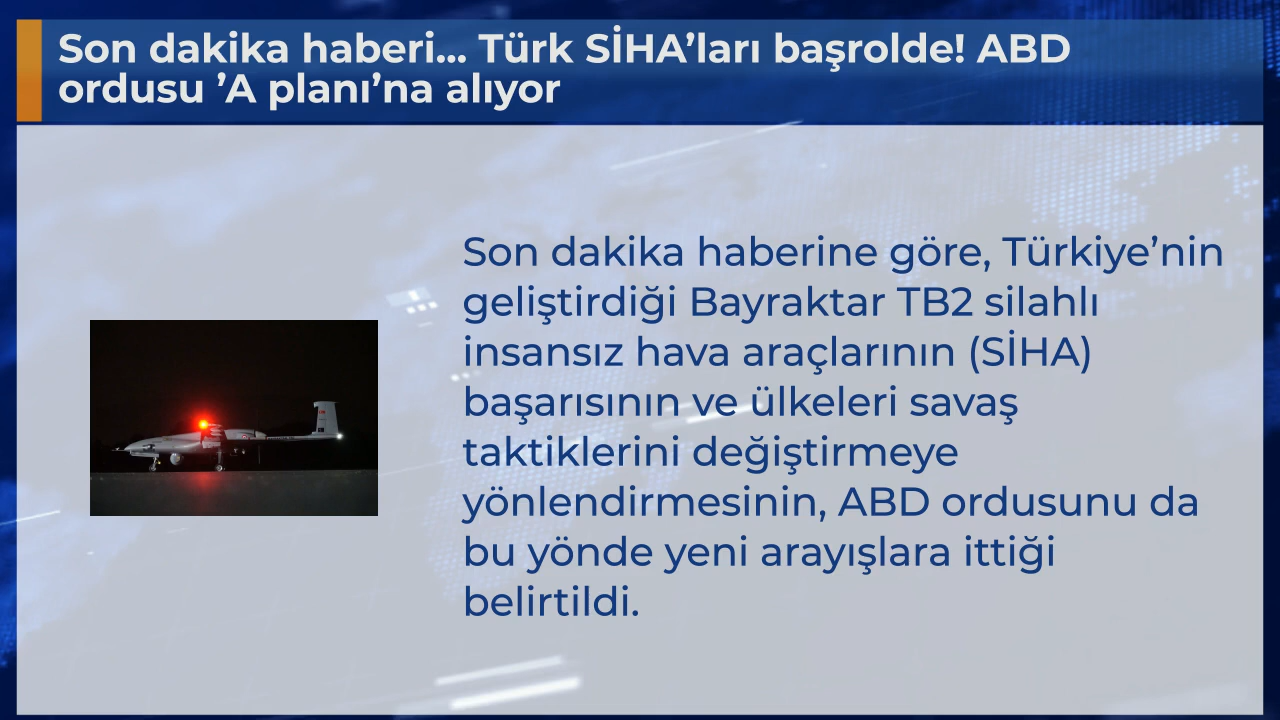 Son dakika haberi... Türk SİHA’ları başrolde! ABD
ordusu ’A planı’na alıyor
Son dakika haberine göre, Türkiye’nin
geliştirdiği Bayraktar TB2 silahlı
insansız hava araçlarının (SİHA)
başarısının ve ülkeleri savaş
taktiklerini değiştirmeye
yönlendirmesinin, ABD ordusunu da
bu yönde yeni arayışlara ittiği
belirtildi.